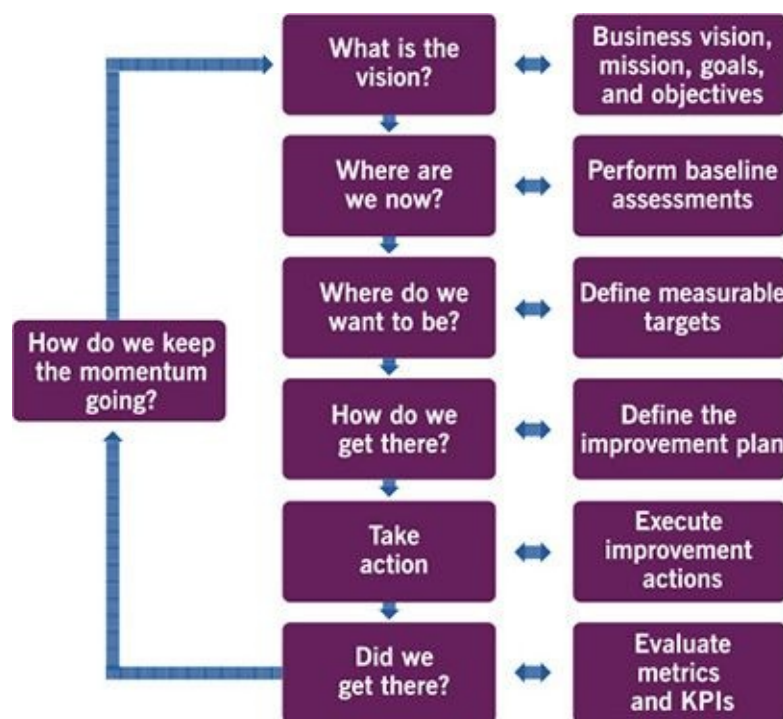 What is the
vision?
Business vision,
mission, goals,
and objectives
Where are
we now?
Perform baseline
assessments
Where do we
want to be?
Define measurable
targets
How do we keep
the momentum
going?
How do we
get there?
Define the
improvement plan
Take
action
Execute
improvement
actions
Did we
get there?
Evaluate
metrics
and KPIs